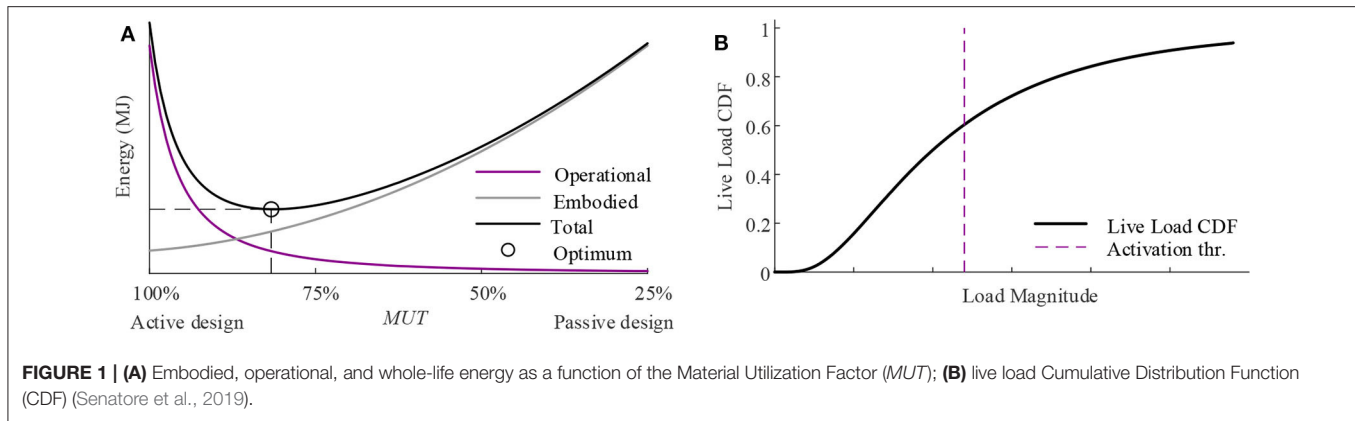 A
Energy (MJ)
Operational
Embodied
Total
Optimum
100%
75%
50%
25%
Active design
MUT
Passive design
B
Live Load CDF
1
0.8
0.6
0.4
0.2
0
Live Load CDF
Activation thr.
Load Magnitude
FIGURE 1 | (A) Embodied, operational, and whole-life energy as a function of the Material Utilization Factor (MUT); (B) live load Cumulative Distribution Function
(CDF) (Senatore et al., 2019).